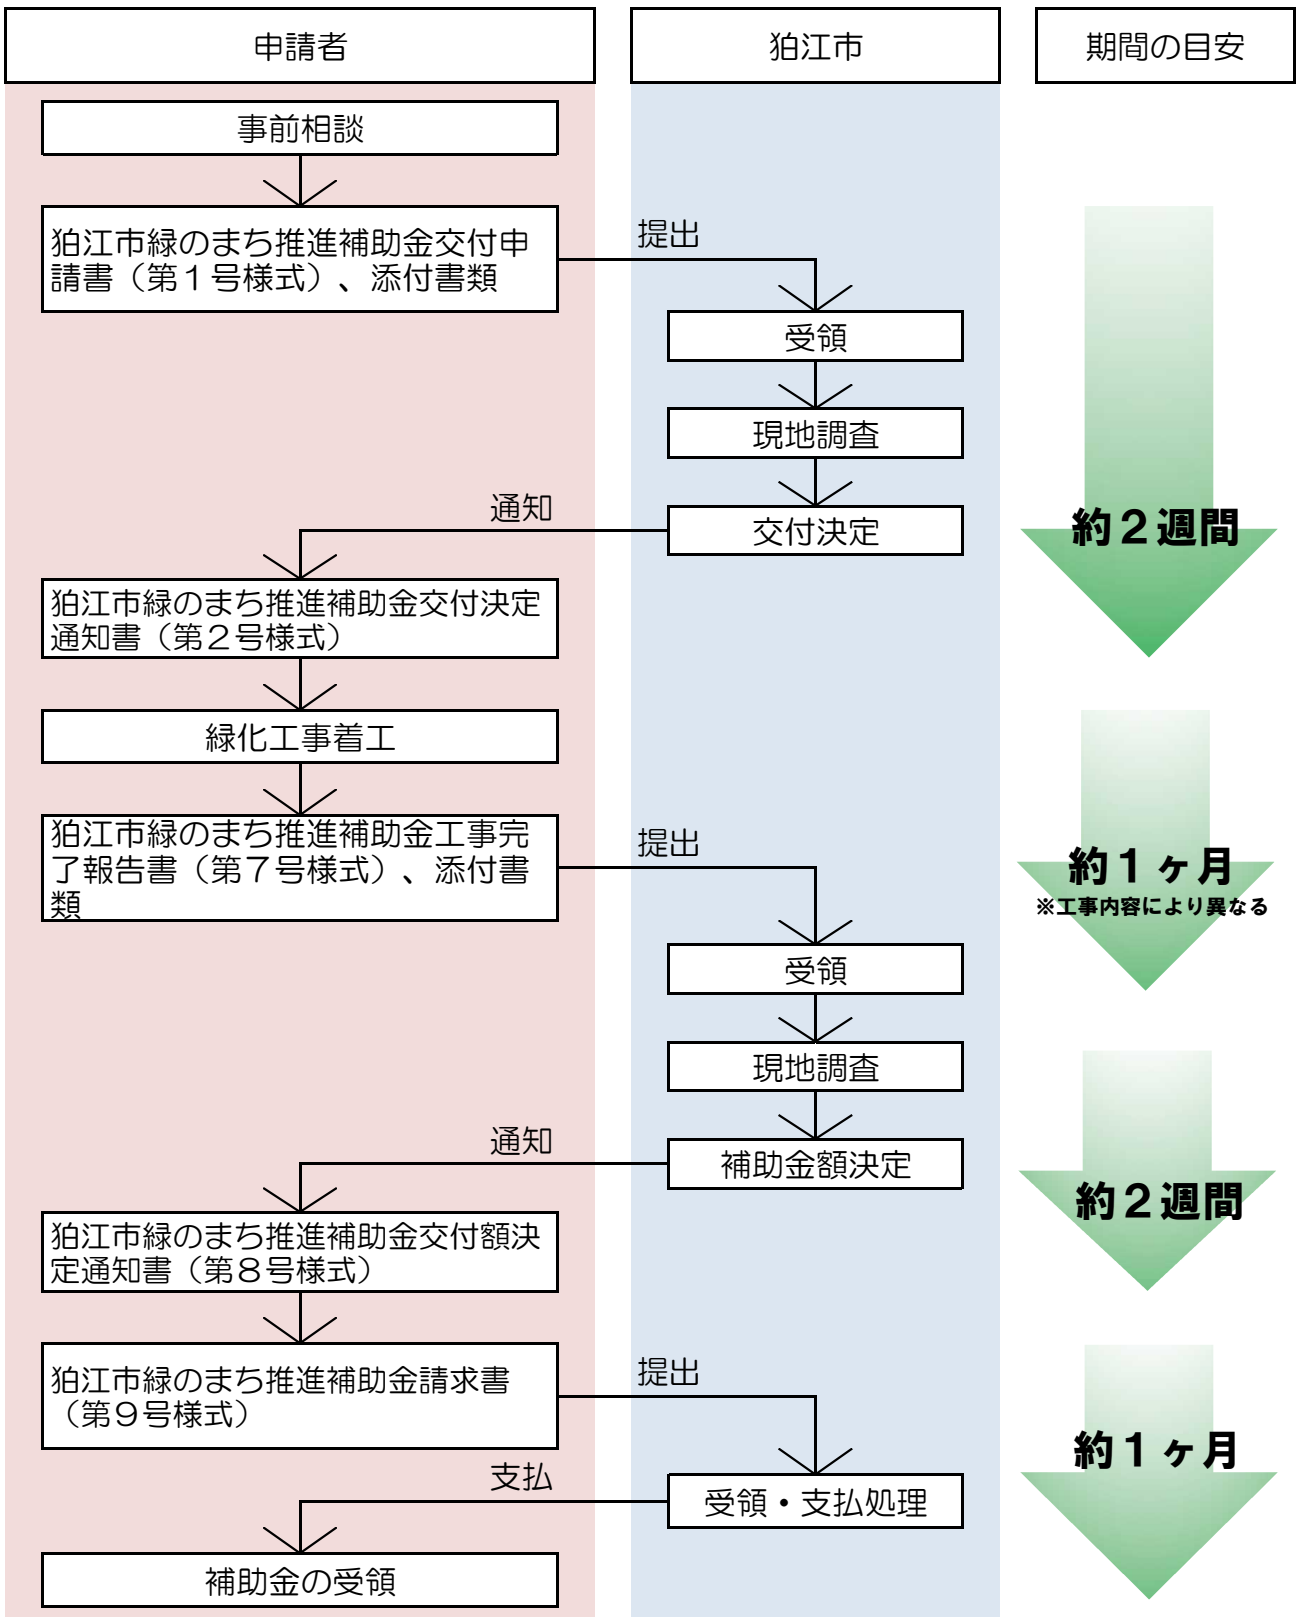 申請者
狛江市
期間の目安
事前相談
狛江市緑のまち推進補助金交付申
請書（第１号様式）、添付書類
提出
受領
現地調査
交付決定
通知
約２週間
狛江市緑のまち推進補助金交付決定
通知書（第２号様式）
緑化工事着工
狛江市緑のまち推進補助金工事完
了報告書（第７号様式）、添付書
類
提出
約１ヶ月
※工事内容により異なる
受領
現地調査
補助金額決定
通知
約２週間
狛江市緑のまち推進補助金交付額決
定通知書（第８号様式）
狛江市緑のまち推進補助金請求書
（第９号様式）
提出
約１ヶ月
受領・支払処理
支払
補助金の受領